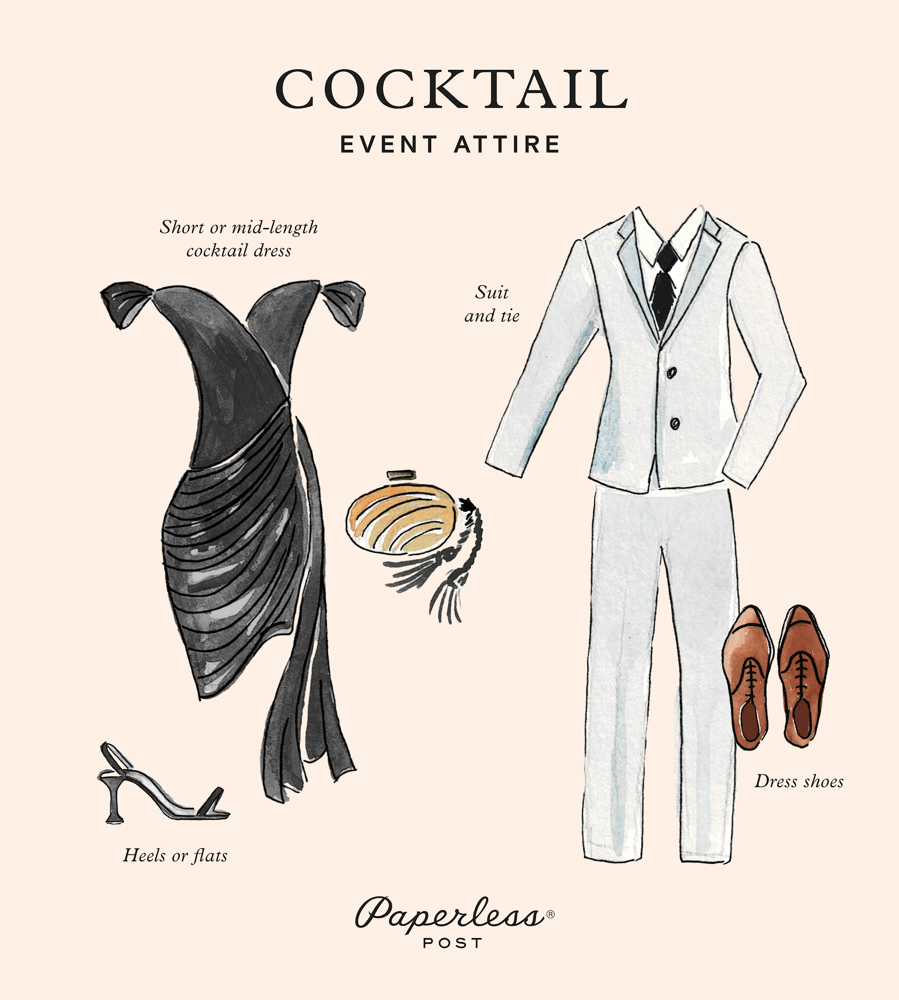 COCKTAIL
EVENT ATTIRE
Short or mid-length
cocktail dress
Suit
and tie
Dress shoes
Heels or flats
Paperless®
POST